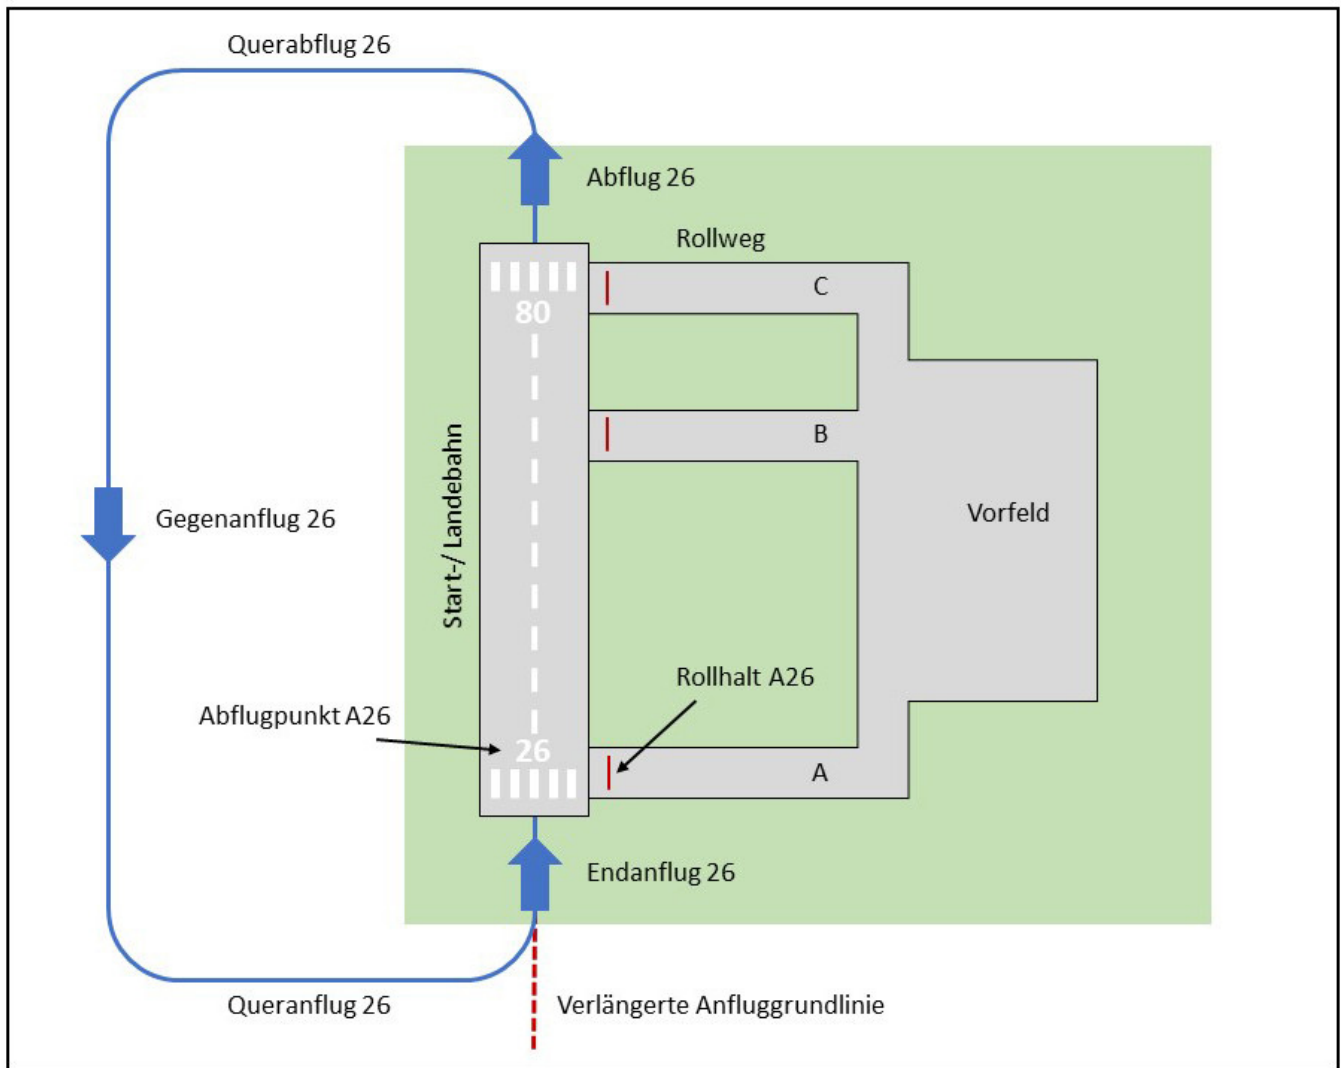 Querabflug 26
Abflug 26
Rollweg
C
80
B
Gegenanflug 26
Start-/ Landebahn
Vorfeld
Rollhalt A26
Abflugpunkt A26
26
A
Endanflug 26
Queranflug 26
Verlängerte Anfluggrundlinie